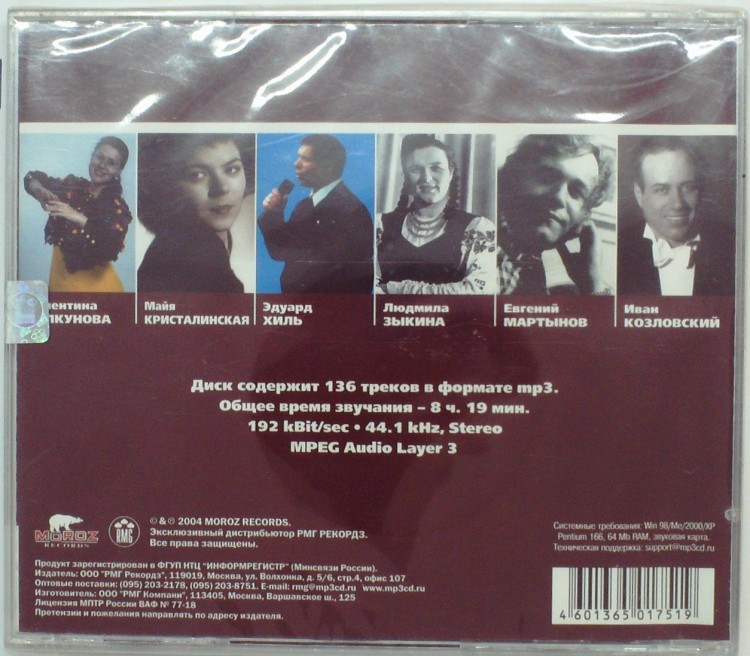 Майя
КРИСТАЛИНСКАЯ
Эдуард
ХИЛЬ
Людмила
ЗЫКИНА
Евгений
МАРТЫНОВ
Иван
КОЗЛОВСКИЙ
Диск содержит 136 треков в формате mp3.
Общее время звучания – 8 ч. 19 мин.
192 kBit/sec • 44.1 kHz, Stereo
MPEG Audio Layer 3
MOROZ
RECORDS
RMG
© & ℗ 2004 MOROZ RECORDS.
Эксклюзивный дистрибьютор РМГ РЕКОРДЗ.
Все права защищены.
Системные требования: Win 98/Me/2000/XP
Pentium 166, 64 Mb RAM, звуковая карта.
Техническая поддержка: support@mp3cd.ru
Продукт зарегистрирован в ФГУП НТЦ "ИНФОРМРЕГИСТР" (Минсвязи России).
Издатель: ООО "РМГ Рекордз", 119019, Москва, ул. Волхонка, д. 5/6, стр.4, офис 107
Оптовые поставки: (095) 203-2178, (095) 203-8751. E-mail: rmg@mp3cd.ru www.mp3cd.ru
Изготовитель: ООО "РМГ Компани", 113405, Москва, Варшавское ш., 125
Лицензия МПТР России ВАФ № 77-18
Претензии и пожелания направлять по адресу издателя.
4 601365 017519